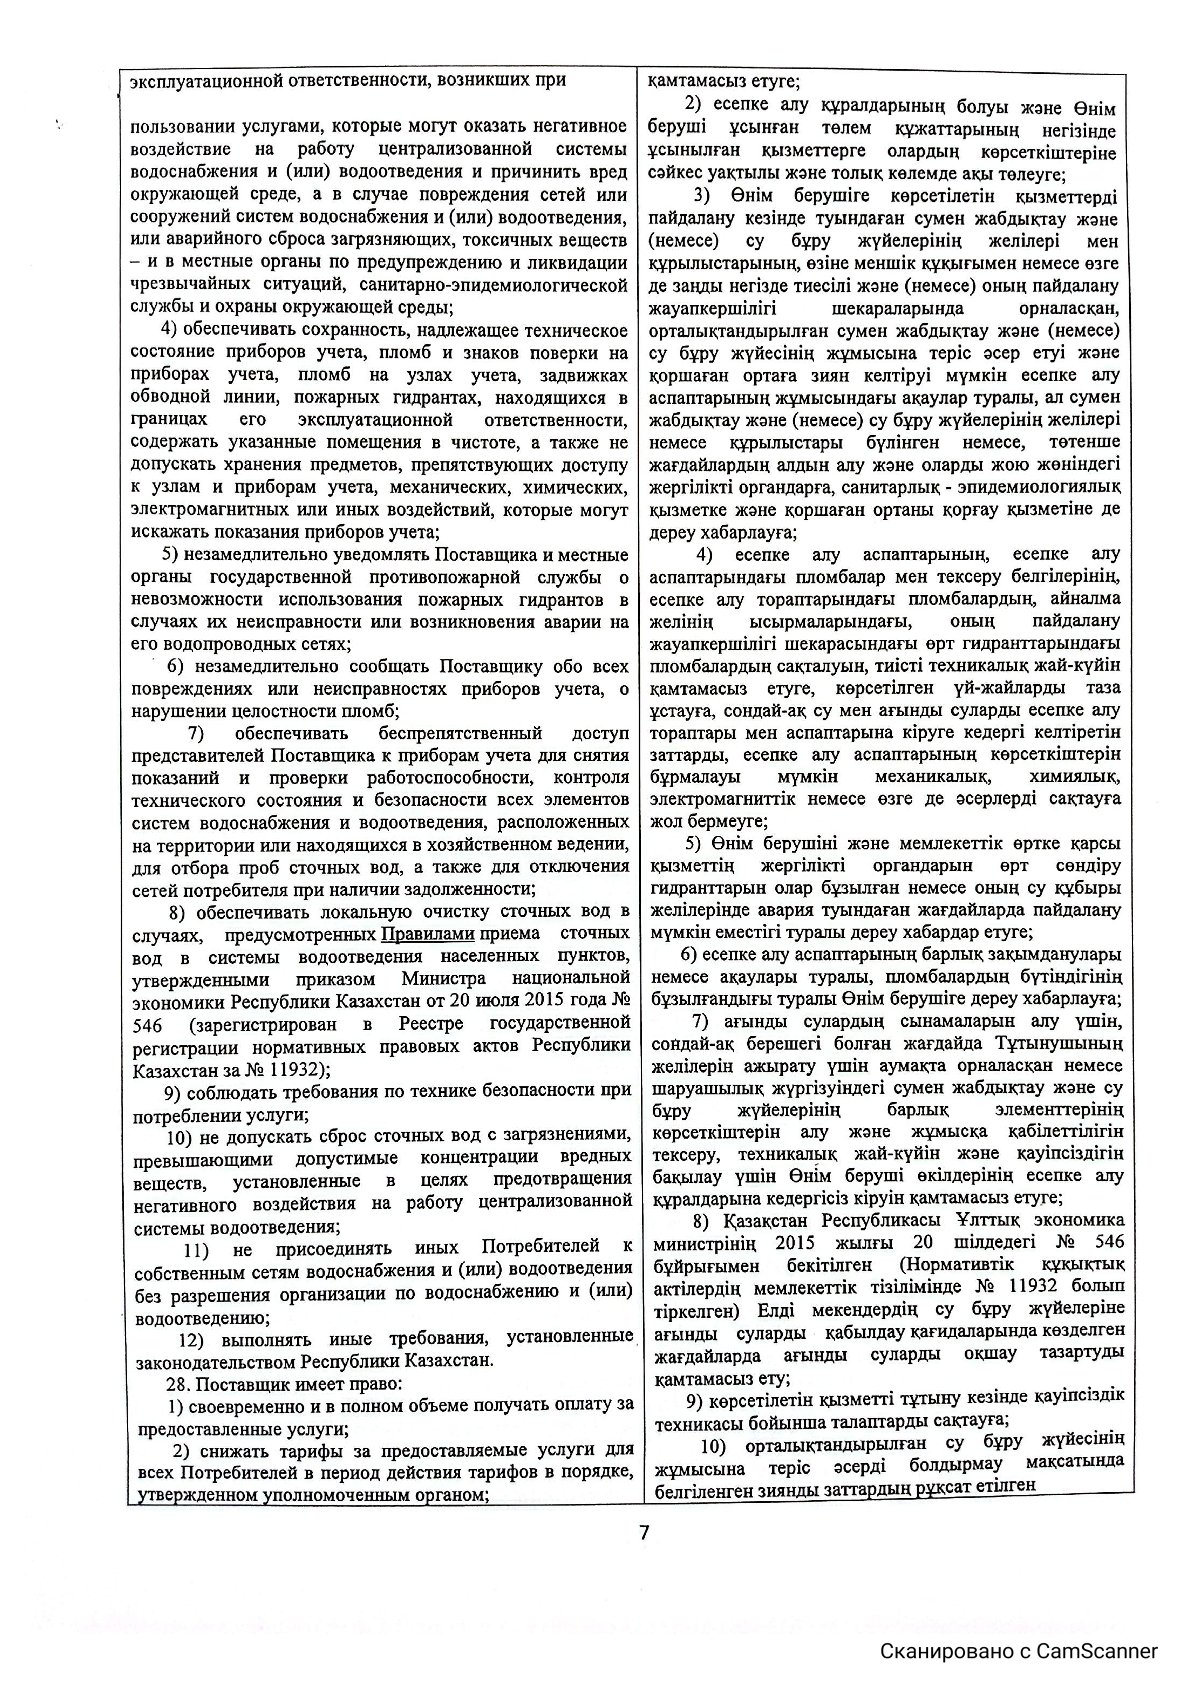 эксплуатационной ответственности, возникших при
пользовании услугами, которые могут оказать негативное
воздействие на работу централизованной системы
водоснабжения и (или) водоотведения и причинить вред
окружающей среде, а в случае повреждения сетей или
сооружений систем водоснабжения и (или) водоотведения,
или аварийного сброса загрязняющих, токсичных веществ
– и в местные органы по предупреждению и ликвидации
чрезвычайных ситуаций, санитарно-эпидемиологической
службы и охраны окружающей среды;
4) обеспечивать сохранность, надлежащее техническое
состояние приборов учета, пломб и знаков поверки на
приборах учета, пломб на узлах учета, задвижках
обводной линии, пожарных гидрантах, находящихся в
границах его эксплуатационной ответственности,
содержать указанные помещения в чистоте, а также не
допускать хранения предметов, препятствующих доступу
к узлам и приборам учета, механических, химических,
электромагнитных или иных воздействий, которые могут
искажать показания приборов учета;
5) незамедлительно уведомлять Поставщика и местные
органы государственной противопожарной службы о
невозможности использования пожарных гидрантов в
случаях их неисправности или возникновения аварии на
его водопроводных сетях;
6) незамедлительно сообщать Поставщику обо всех
повреждениях или неисправностях приборов учета, о
нарушении целостности пломб;
7) обеспечивать беспрепятственный доступ
представителей Поставщика к приборам учета для снятия
показаний и проверки работоспособности, контроля
технического состояния и безопасности всех элементов
систем водоснабжения и водоотведения, расположенных
на территории или находящихся в хозяйственном ведении,
для отбора проб сточных вод, а также для отключения
сетей потребителя при наличии задолженности;
8) обеспечивать локальную очистку сточных вод в
случаях, предусмотренных Правилами приема сточных
вод в системы водоотведения населенных пунктов,
утвержденными приказом Министра национальной
экономики Республики Казахстан от 20 июля 2015 года №
546 (зарегистрирован в Реестре государственной
регистрации нормативных правовых актов Республики
Казахстан за № 11932);
9) соблюдать требования по технике безопасности при
потреблении услуги;
10) не допускать сброс сточных вод с загрязнениями,
превышающими допустимые концентрации вредных
веществ, установленные в целях предотвращения
негативного воздействия на работу централизованной
системы водоотведения;
11) не присоединять иных Потребителей к
собственным сетям водоснабжения и (или) водоотведения
без разрешения организации по водоснабжению и (или)
водоотведению;
12) выполнять иные требования, установленные
законодательством Республики Казахстан.
28. Поставщик имеет право:
1) своевременно и в полном объеме получать оплату за
предоставленные услуги;
2) снижать тарифы за предоставляемые услуги для
всех Потребителей в период действия тарифов в порядке,
утвержденном уполномоченным органом;
қамтамасыз етуге;
2) есепке алу құралдарының болуы және Өнім
беруші ұсынған төлем құжаттарының негізінде
ұсынылған қызметтерге олардың көрсеткіштеріне
сәйкес уақтылы және толық көлемде ақы төлеуге;
3) Өнім берушіге көрсетілетін қызметтерді
пайдалану кезінде туындаған сумен жабдықтау және
(немесе) су бұру жүйелерінің желілері мен
құрылыстарының, өзіне меншік құқығымен немесе өзге
де заңды негізде тиесілі және (немесе) оның пайдалану
жауапкершілігі шекараларында орналасқан,
орталықтандырылған сумен жабдықтау және (немесе)
су бұру жүйесінің жұмысына теріс әсер етуі және
қоршаған ортаға зиян келтіруі мүмкін есепке алу
аспаптарының жұмысындағы ақаулар туралы, ал сумен
жабдықтау және (немесе) су бұру жүйелерінің желілері
немесе құрылыстары бүлінген немесе, төтенше
жағдайлардың алдын алу және оларды жою жөніндегі
жергілікті органдарға, санитарлық - эпидемиологиялық
қызметке және қоршаған ортаны қорғау қызметіне де
дереу хабарлауға;
4) есепке алу аспаптарының, есепке алу
аспаптарындағы пломбалар мен тексеру белгілерінің,
есепке алу тораптарындағы пломбалардың, айналма
желінің ысырмаларындағы, оның пайдалану
жауапкершілігі шекарасындағы өрт гидранттарындағы
пломбалардың сақталуын, тиісті техникалық жай-күйін
қамтамасыз етуге, көрсетілген үй-жайларды таза
ұстауға, сондай-ақ су мен ағынды суларды есепке алу
тораптары мен аспаптарына кіруге кедергі келтіретін
заттарды, есепке алу аспаптарының көрсеткіштерін
бұрмалауы мүмкін механикалық, химиялық,
электромагниттік немесе өзге де әсерлерді сақтауға
жол бермеуге;
5) Өнім берушіні және мемлекеттік өртке қарсы
қызметтің жергілікті органдарын өрт сөндіру
гидранттарын олар бұзылған немесе оның су құбыры
желілерінде авария туындаған жағдайларда пайдалану
мүмкін еместігі туралы дереу хабардар етуге;
6) есепке алу аспаптарының барлық зақымданулары
немесе ақаулары туралы, пломбалардың бүтіндігінің
бұзылғандығы туралы Өнім берушіге дереу хабарлауға;
7) ағынды сулардың сынамаларын алу үшін,
сондай-ақ берешегі болған жағдайда Тұтынушының
желілерін ажырату үшін аумақта орналасқан немесе
шаруашылық жүргізуіндегі сумен жабдықтау және су
бұру жүйелерінің барлық элементтерінің
көрсеткіштерін алу және жұмысқа қабілеттілігін
тексеру, техникалық жай-күйін және қауіпсіздігін
бақылау үшін Өнім беруші өкілдерінің есепке алу
құралдарына кедергісіз кіруін қамтамасыз етуге;
8) Қазақстан Республикасы Ұлттық экономика
министрінің 2015 жылғы 20 шілдедегі № 546
бұйрығымен бекітілген (Нормативтік құқықтық
актілердің мемлекеттік тізілімінде № 11932 болып
тіркелген) Елді мекендердің су бұру жүйелеріне
ағынды суларды қабылдау қағидаларында көзделген
жағдайларда ағынды суларды оқшау тазартуды
қамтамасыз ету;
9) көрсетілетін қызметті тұтыну кезінде қауіпсіздік
техникасы бойынша талаптарды сақтауға;
10) орталықтандырылған су бұру жүйесінің
жұмысына теріс әсерді болдырмау мақсатында
белгіленген зиянды заттардың рұқсат етілген
7
Сканировано с CamScanner